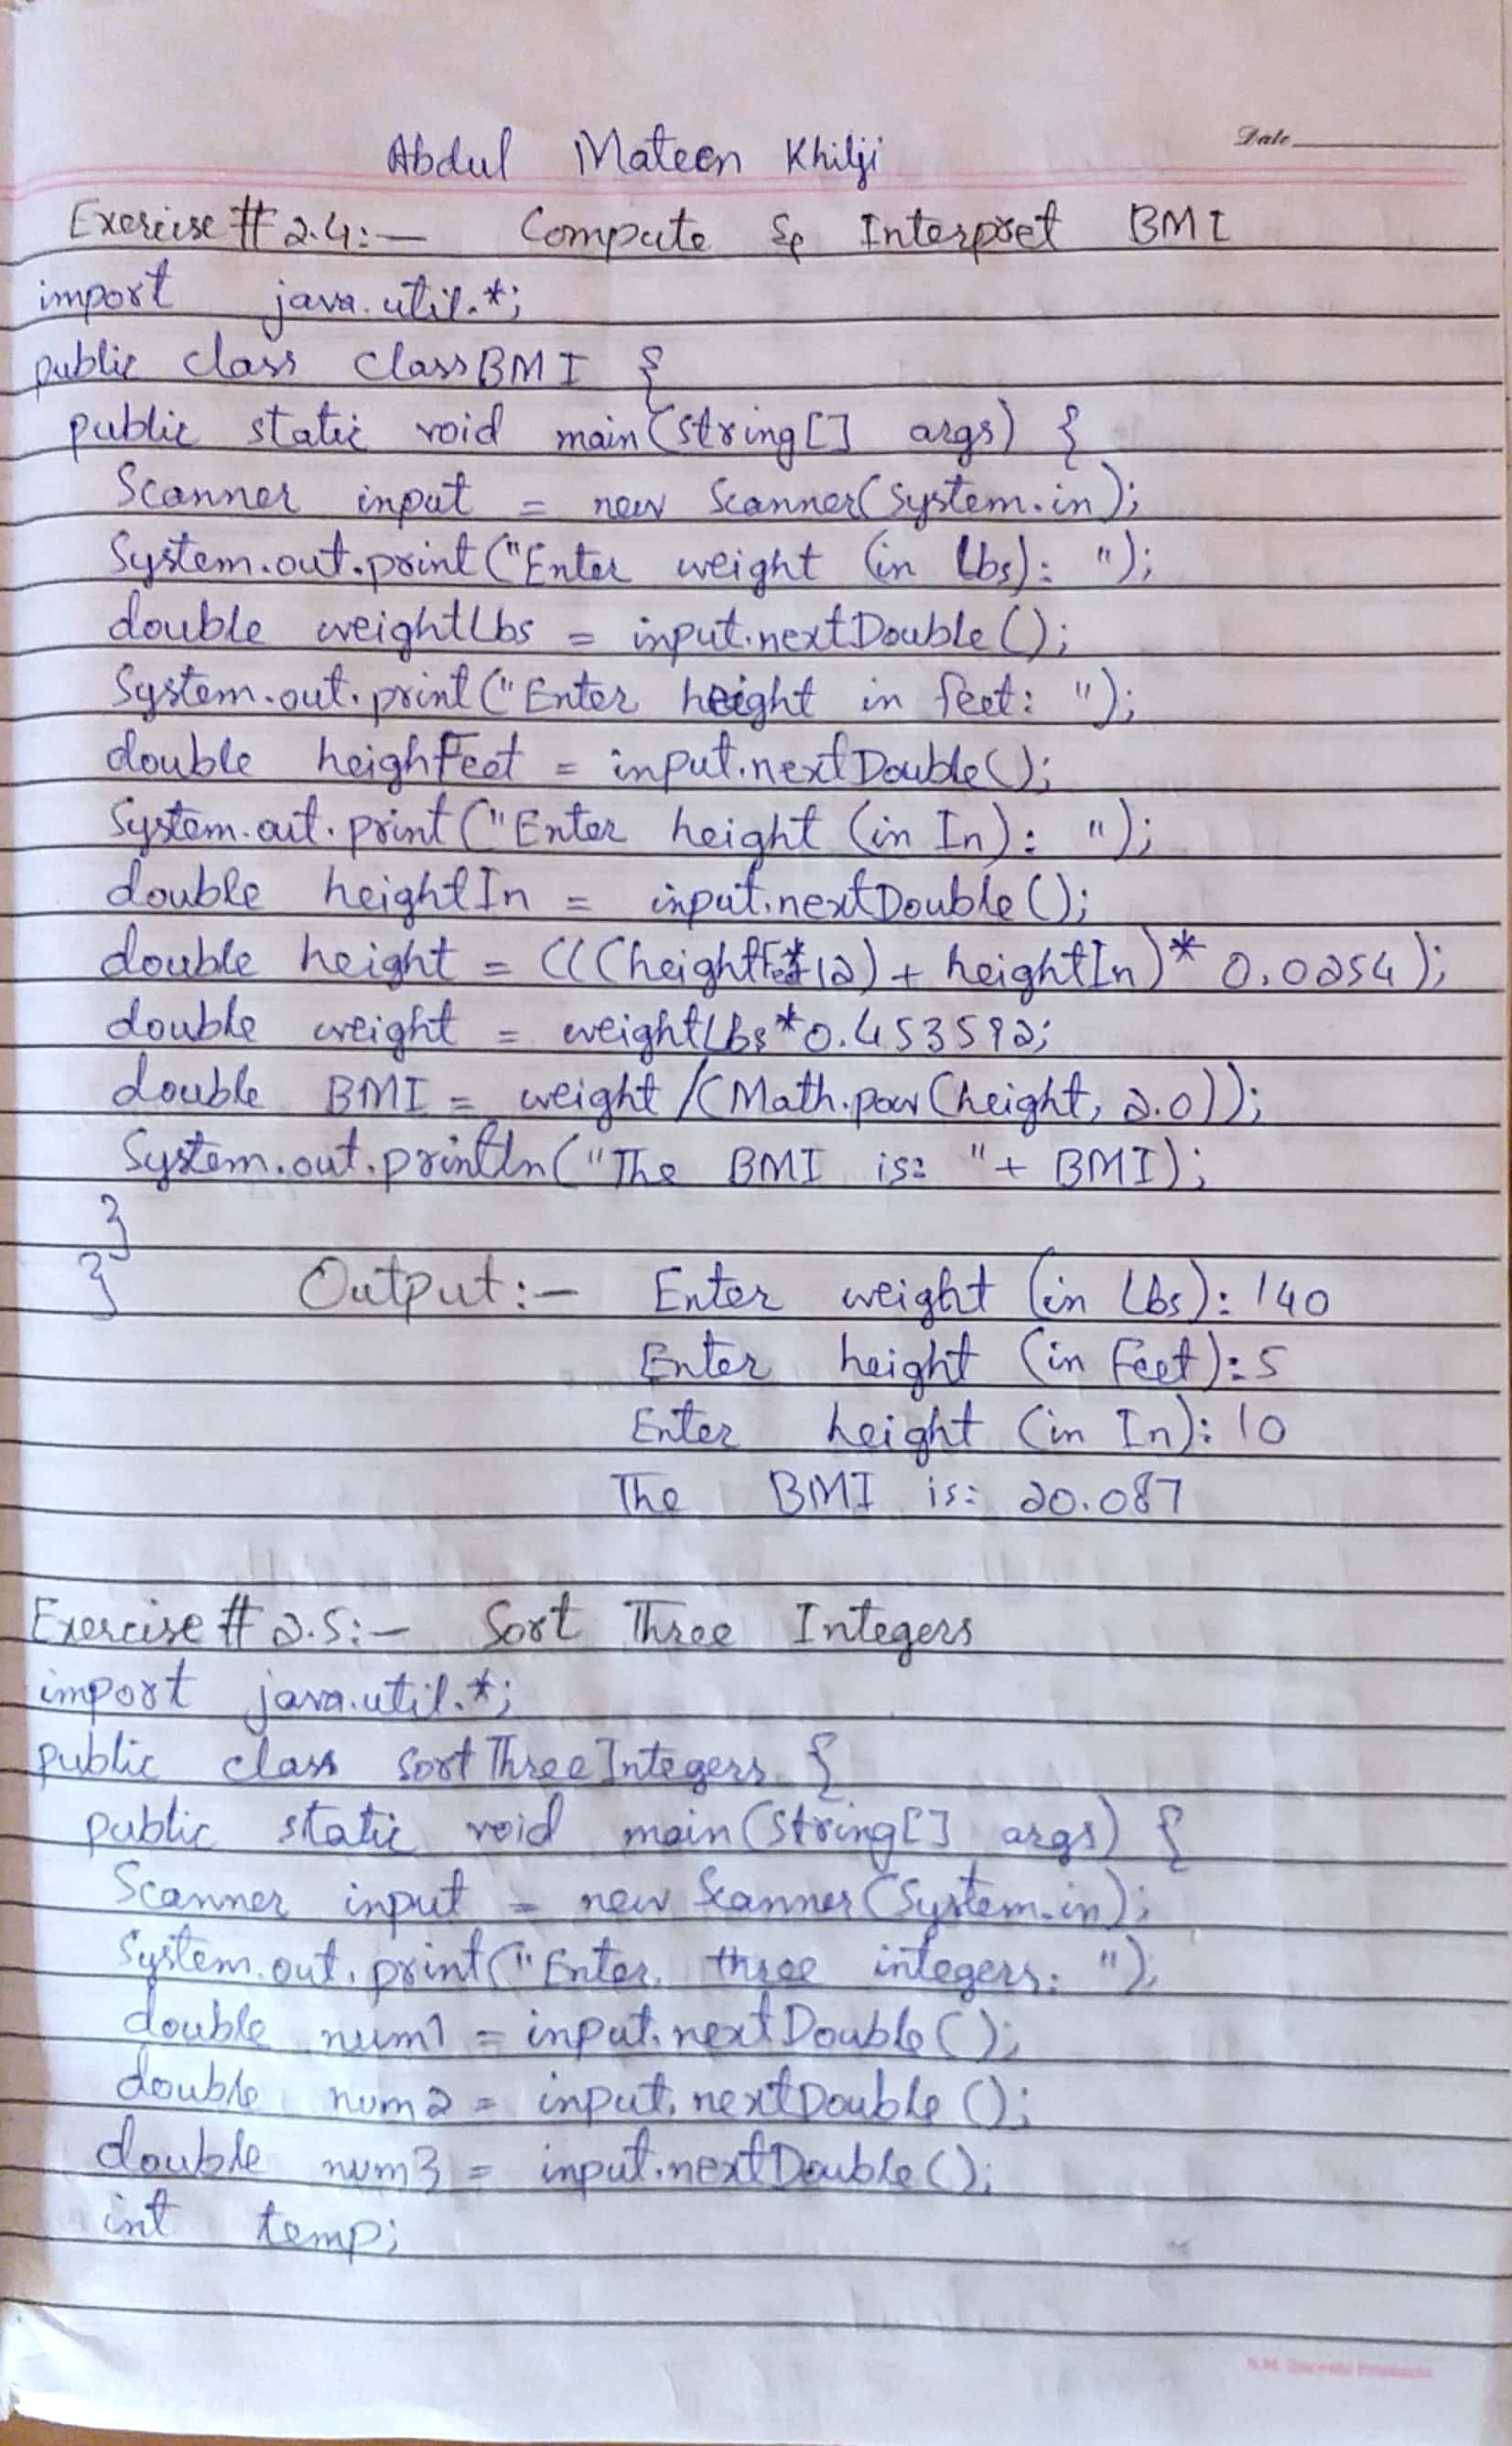 Date
Abdul Mateen Khilji
Exercise # 2.4:- Compute & Interpret BMI
import java.util.*;
public class ClassBMI {
public static void main(String[] args) {
Scanner input = new Scanner(System.in);
System.out.print("Enter weight (in Lbs): ");
double weightLbs = input.nextDouble();
System.out.print("Enter height in feet: ");
double heighFeet = input.nextDouble();
System.out.print("Enter height (in In): ");
double heightIn = input.nextDouble();
double height = (((heightFeet*12) + heightIn)* 0.0254);
double weight = weightLbs*0.453592;
double BMI = weight/(Math.pow(height, 2.0));
System.out.println("The BMI is: "+ BMI);
}
} Output:- Enter weight (in Lbs): 140
Enter height (in Feet): 5
Enter height (in In): 10
The BMI is: 20.087
Exercise # 2.5:- Sort Three Integers
import java.util.*;
public class SortThreeIntegers {
public static void main(String[] args) {
Scanner input = new Scanner(System.in);
System.out.print("Enter three integers: ");
double num1 = input.nextDouble();
double num2 = input.nextDouble();
double num3 = input.nextDouble();
int temp;